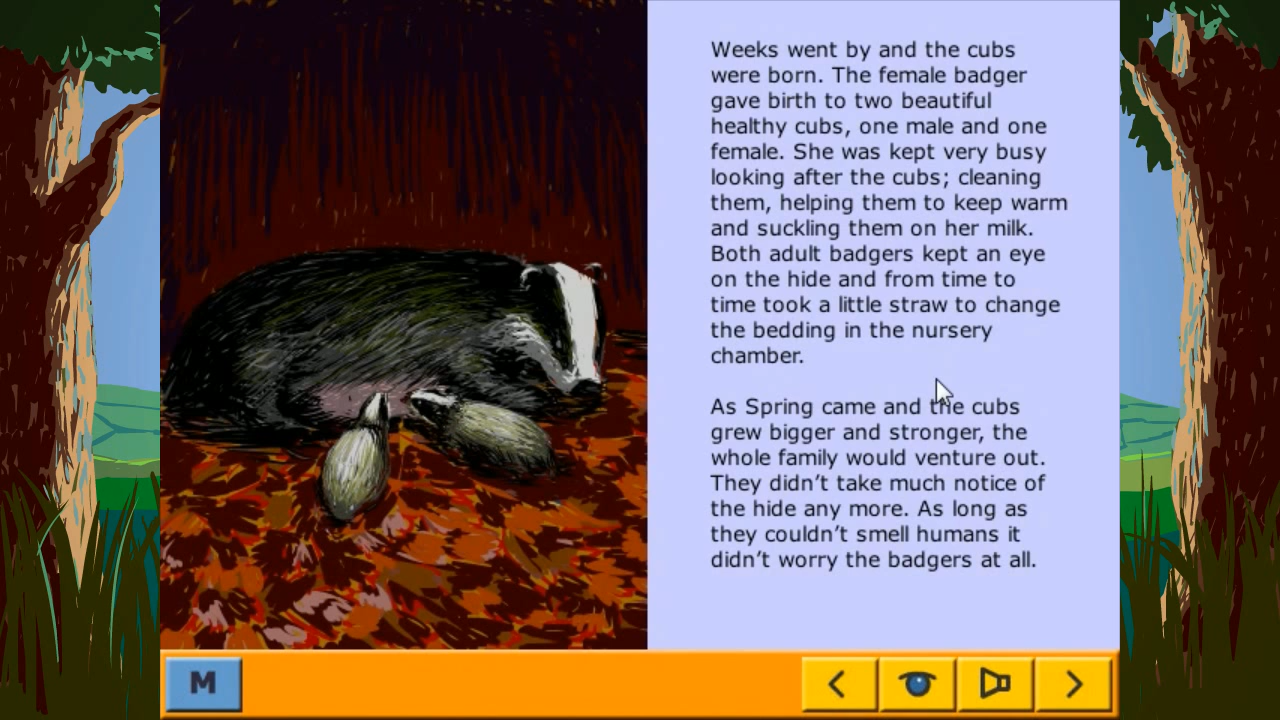 Weeks went by and the cubs
were born. The female badger
gave birth to two beautiful
healthy cubs, one male and one
female. She was kept very busy
looking after the cubs; cleaning
them, helping them to keep warm
and suckling them on her milk.
Both adult badgers kept an eye
on the hide and from time to
time took a little straw to change
the bedding in the nursery
chamber.
As Spring came and the cubs
grew bigger and stronger, the
whole family would venture out.
They didn’t take much notice of
the hide any more. As long as
they couldn’t smell humans it
didn’t worry the badgers at all.
M